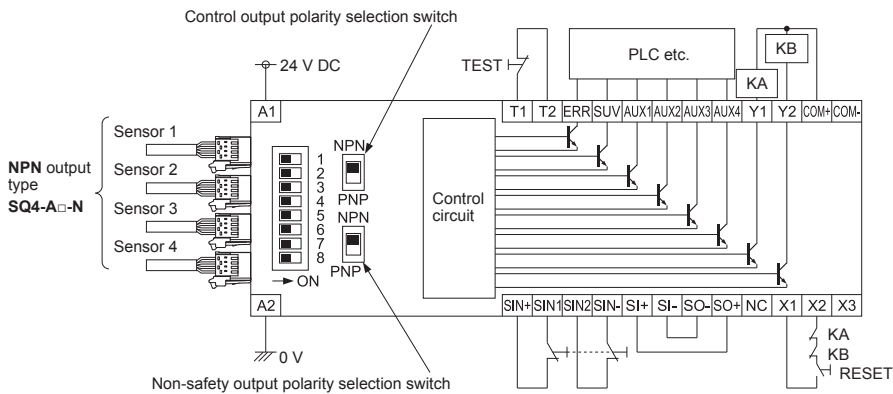 Control output polarity selection switch
24 V DC
TEST
PLC etc.
KA
KB
A1
T1 T2 ERR SUV AUX1 AUX2 AUX3 AUX4 Y1 Y2 COM+ COM-
Sensor 1
Sensor 2
Sensor 3
Sensor 4
NPN output
type
SQ4-A□-N
1
2
3
4
5
6
7
8
ON
NPN
PNP
NPN
PNP
Control
circuit
A2
SIN+ SIN1 SIN2 SIN- SI+ SI- SO- SO+ NC X1 X2 X3
0 V
KA
KB
RESET
Non-safety output polarity selection switch